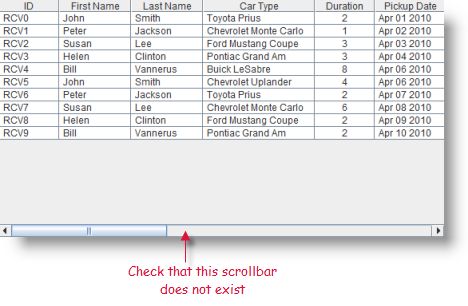 ID First Name Last Name Car Type Duration Pickup Date
RCV0 John Smith Toyota Prius 2 Apr 01 2010
RCV1 Peter Jackson Chevrolet Monte Carlo 1 Apr 02 2010
RCV2 Susan Lee Ford Mustang Coupe 3 Apr 03 2010
RCV3 Helen Clinton Pontiac Grand Am 3 Apr 04 2010
RCV4 Bill Vannerus Buick LeSabre 8 Apr 06 2010
RCV5 John Smith Chevrolet Uplander 4 Apr 06 2010
RCV6 Peter Jackson Toyota Prius 2 Apr 07 2010
RCV7 Susan Lee Chevrolet Monte Carlo 6 Apr 08 2010
RCV8 Helen Clinton Ford Mustang Coupe 2 Apr 09 2010
RCV9 Bill Vannerus Pontiac Grand Am 2 Apr 10 2010
Check that this scrollbar
does not exist